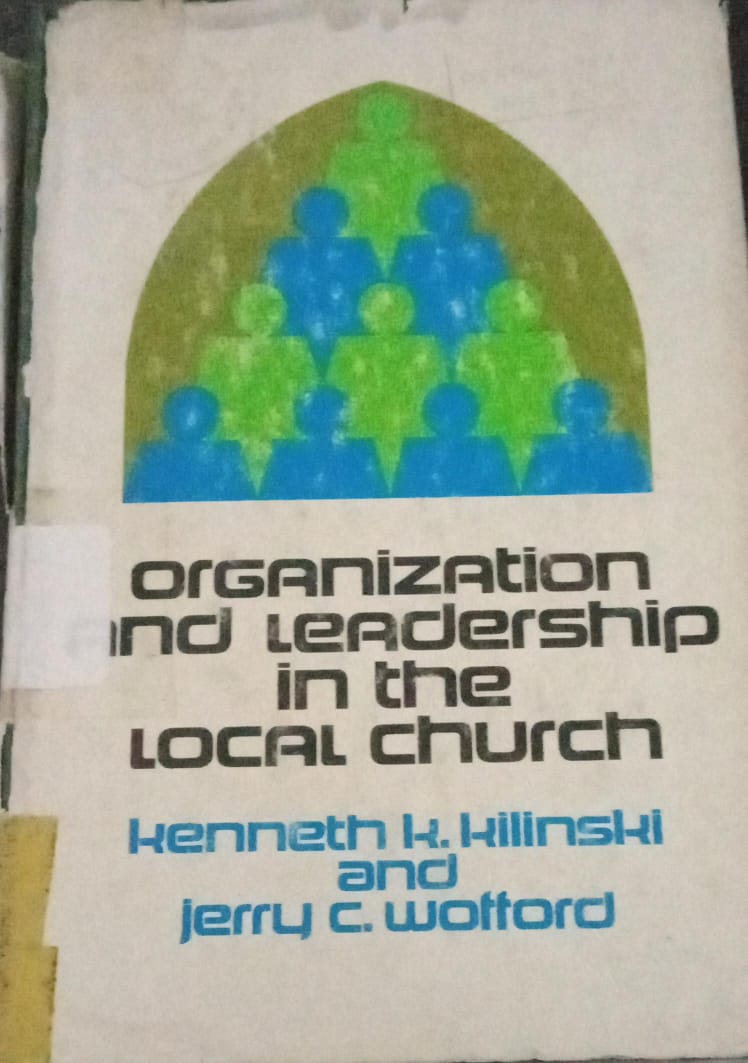 organization
and leadership
in the
local church
kenneth k. kilinski
and
jerry c. wofford